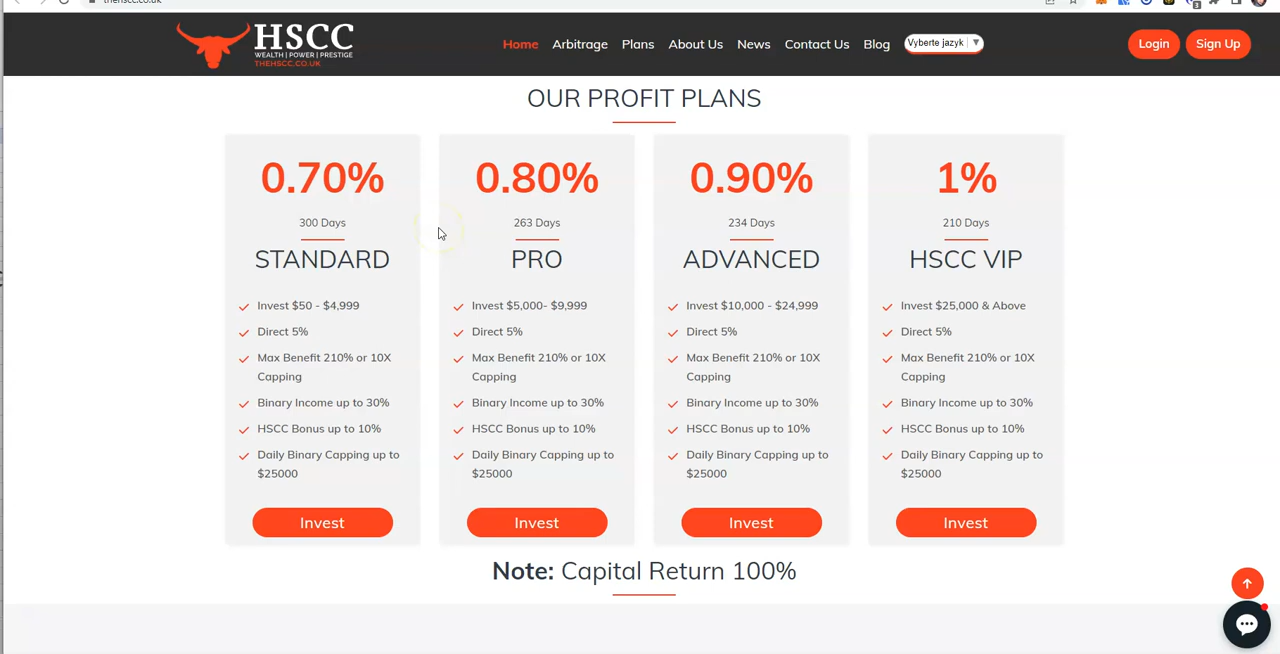 thehscc.co.uk
HSCC
WEALTH | POWER | PRESTIGE
THEHSCC.CO.UK
Home
Arbitrage
Plans
About Us
News
Contact Us
Blog
Vyberte jazyk ▼
Login
Sign Up
OUR PROFIT PLANS
0.70%
300 Days
STANDARD
Invest $50 - $4,999
Direct 5%
Max Benefit 210% or 10X
Capping
Binary Income up to 30%
HSCC Bonus up to 10%
Daily Binary Capping up to
$25000
Invest
0.80%
263 Days
PRO
Invest $5,000- $9,999
Direct 5%
Max Benefit 210% or 10X
Capping
Binary Income up to 30%
HSCC Bonus up to 10%
Daily Binary Capping up to
$25000
Invest
0.90%
234 Days
ADVANCED
Invest $10,000 - $24,999
Direct 5%
Max Benefit 210% or 10X
Capping
Binary Income up to 30%
HSCC Bonus up to 10%
Daily Binary Capping up to
$25000
Invest
1%
210 Days
HSCC VIP
Invest $25,000 & Above
Direct 5%
Max Benefit 210% or 10X
Capping
Binary Income up to 30%
HSCC Bonus up to 10%
Daily Binary Capping up to
$25000
Invest
Note: Capital Return 100%